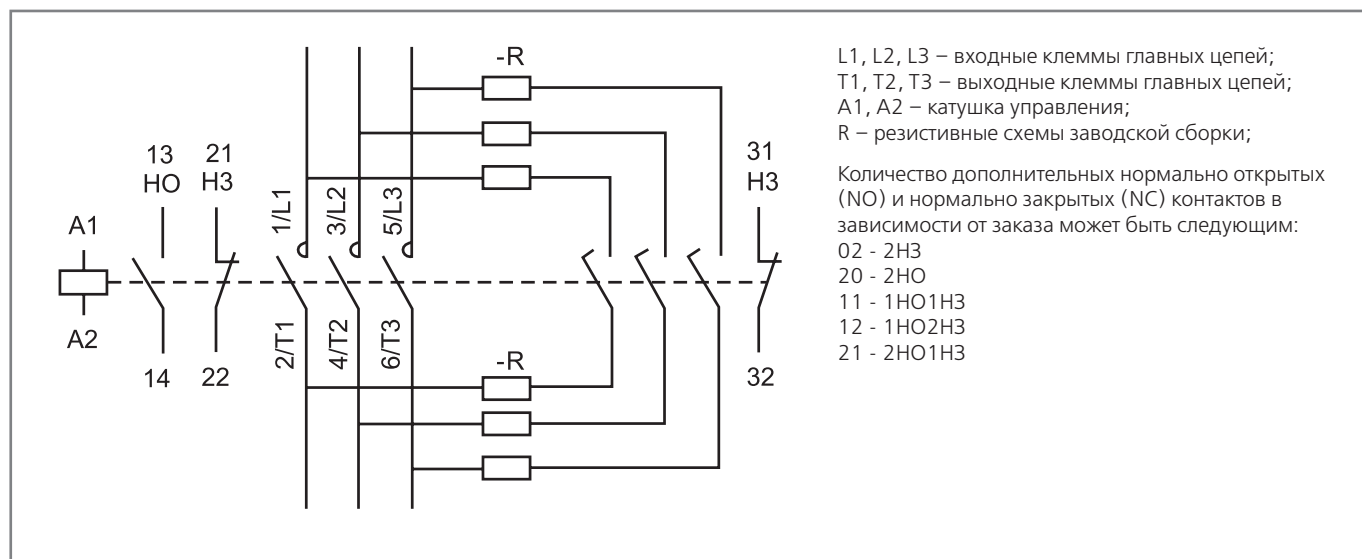 -R
13
НО
21
НЗ
A1
A2
14
22
1/L1
3/L2
5/L3
2/T1
4/T2
6/T3
-R
31
НЗ
32
L1, L2, L3 – входные клеммы главных цепей;
T1, T2, T3 – выходные клеммы главных цепей;
A1, A2 – катушка управления;
R – резистивные схемы заводской сборки;
Количество дополнительных нормально открытых
(NO) и нормально закрытых (NC) контактов в
зависимости от заказа может быть следующим:
02 - 2НЗ
20 - 2НО
11 - 1НО1НЗ
12 - 1НО2НЗ
21 - 2НО1НЗ